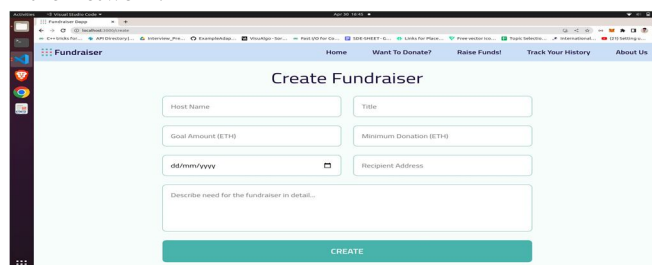 Activities Visual Studio Code Apr 30 18:45
Fundraiser Dapp
localhost:3000/create
C++ tricks for... API Directory | ... Interview_Pre... ExampleAdap... VisuAlgo - Sor... Fast I/O for Co... SDE-SHEET - G... Links for Place... Free vector ico... Topic Selectio... International... (21) Setting u...
Fundraiser Home Want To Donate? Raise Funds! Track Your History About Us
Create Fundraiser
Host Name Title
Goal Amount (ETH) Minimum Donation (ETH)
dd/mm/yyyy Recipient Address
Describe need for the fundraiser in detail...
CREATE